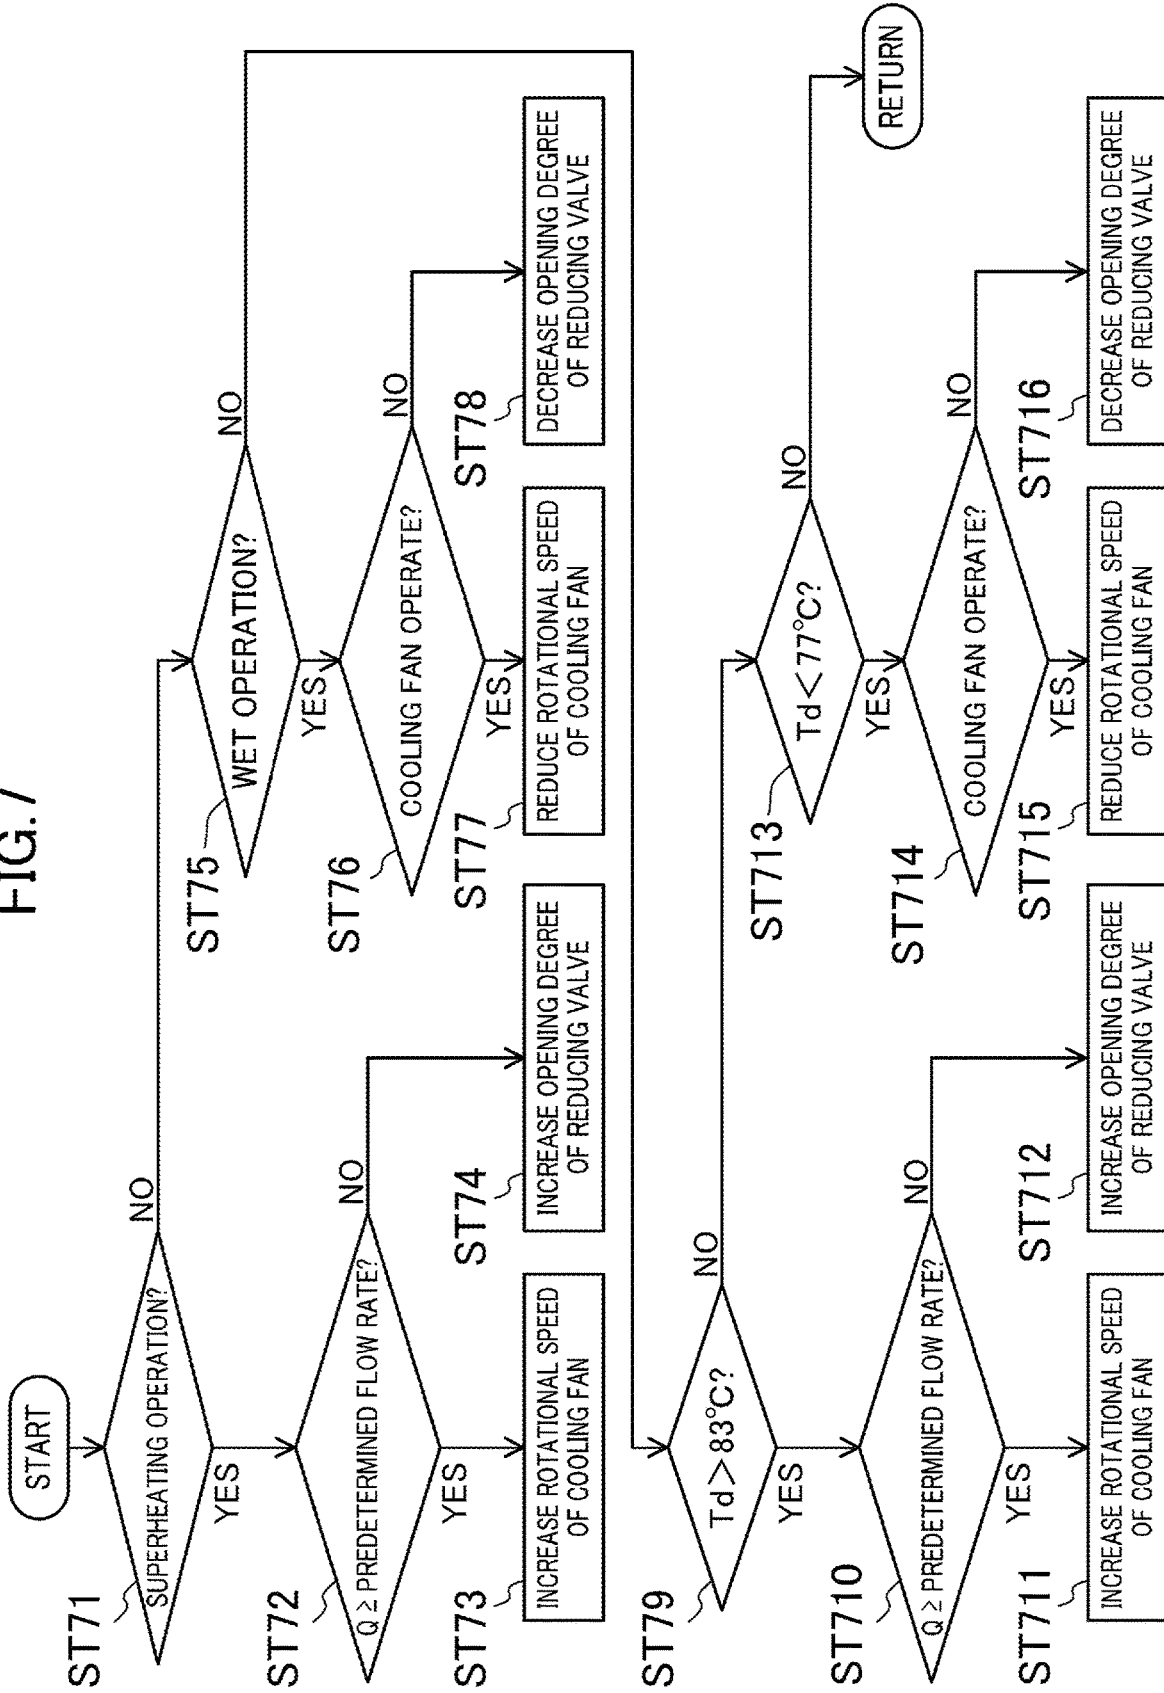 FIG. 7
START
ST71
SUPERHEATING OPERATION?
NO
YES
ST72
Q ≥ PREDETERMINED FLOW RATE?
NO
YES
ST73
INCREASE ROTATIONAL SPEED
OF COOLING FAN
ST74
INCREASE OPENING DEGREE
OF REDUCING VALVE
ST75
WET OPERATION?
NO
YES
ST76
COOLING FAN OPERATE?
NO
YES
ST77
REDUCE ROTATIONAL SPEED
OF COOLING FAN
ST78
DECREASE OPENING DEGREE
OF REDUCING VALVE
ST79
Td > 83°C?
NO
YES
ST710
Q ≥ PREDETERMINED FLOW RATE?
NO
YES
ST711
INCREASE ROTATIONAL SPEED
OF COOLING FAN
ST712
INCREASE OPENING DEGREE
OF REDUCING VALVE
ST713
Td < 77°C?
NO
YES
ST714
COOLING FAN OPERATE?
NO
YES
ST715
REDUCE ROTATIONAL SPEED
OF COOLING FAN
ST716
DECREASE OPENING DEGREE
OF REDUCING VALVE
RETURN